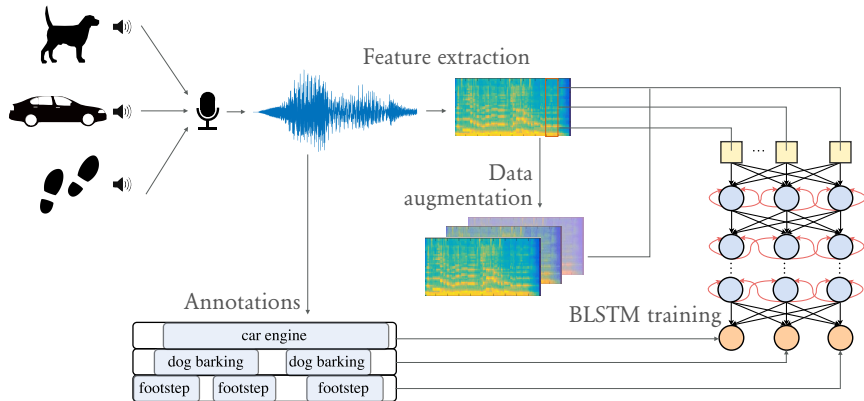 Feature extraction
...
Data
augmentation
Annotations
BLSTM training
car engine
dog barking dog barking
footstep footstep footstep